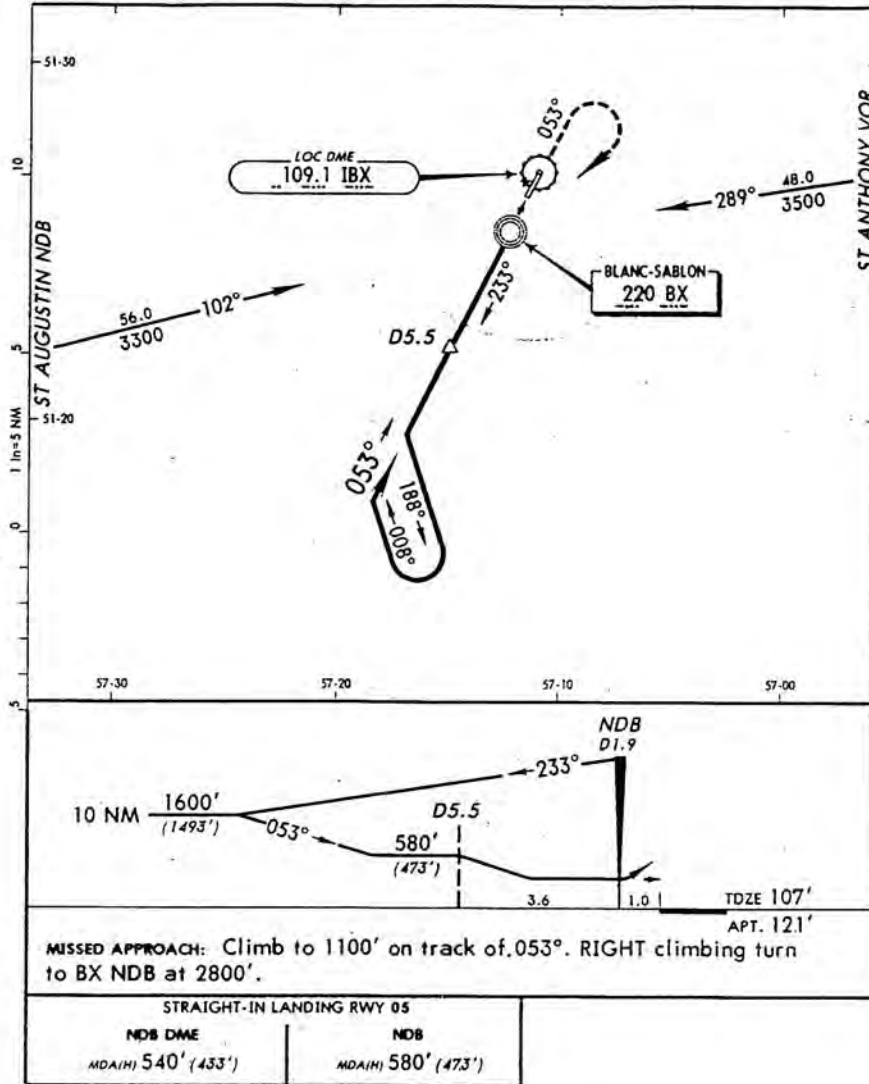 51-30
053°
LOC DME
109.1 IBX
10
ST ANTHONY VOR
289°
48.0
3500
BLANC-SABLON
220 BX
233°
ST AUGUSTIN NDB
56.0
3300
102°
D5.5
5
51-20
1 In=5 NM
053°
188°
008°
0
57-30
57-20
57-10
57-00
5
NDB
D1.9
233°
10 NM
1600'
(1493')
053°
D5.5
580'
(473')
3.6
1.0
TDZE 107'
APT. 121'
MISSED APPROACH: Climb to 1100' on track of 053°. RIGHT climbing turn
to BX NDB at 2800'.
STRAIGHT-IN LANDING RWY 05
NDB DME
MDA(H) 540' (433')
NDB
MDA(H) 580' (473')